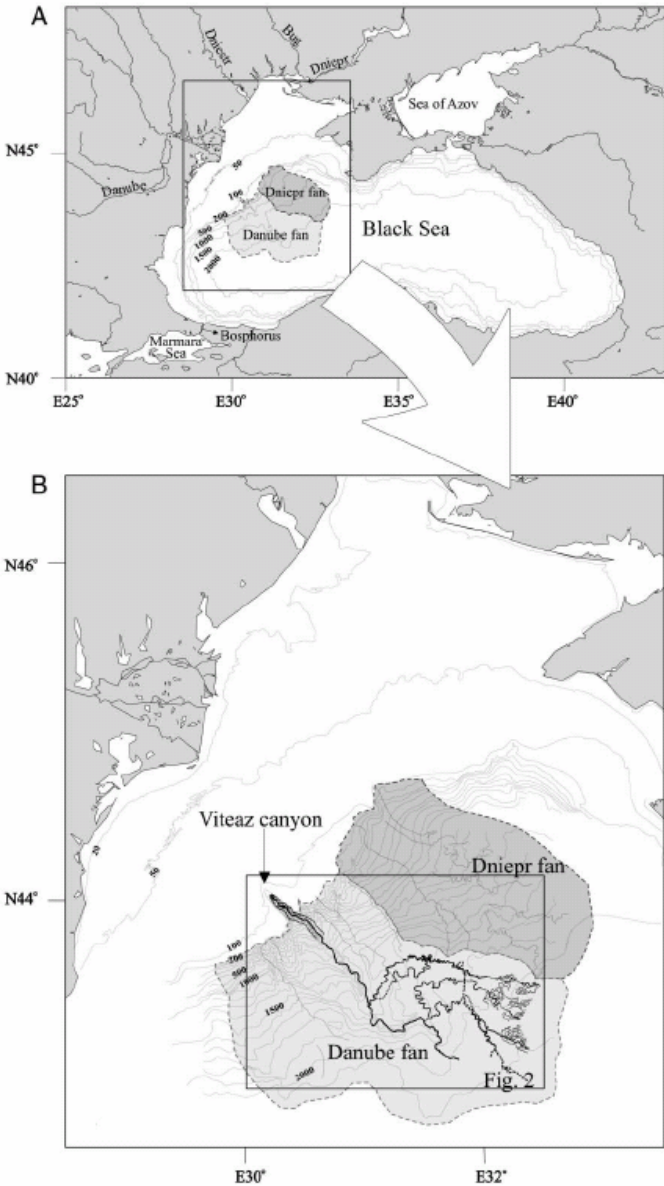 A
Dniestr
Bug
Dniepr
Sea of Azov
N45°
Danube
50
100
200
500
1000
1500
2000
Dniepr fan
Danube fan
Black Sea
Marmara
Sea
Bosphorus
N40°
E25°
E30°
E35°
E40°
B
N46°
Viteaz canyon
20
50
Dniepr fan
N44°
100
200
500
1000
1500
Danube fan
2000
Fig. 2
E30°
E32°